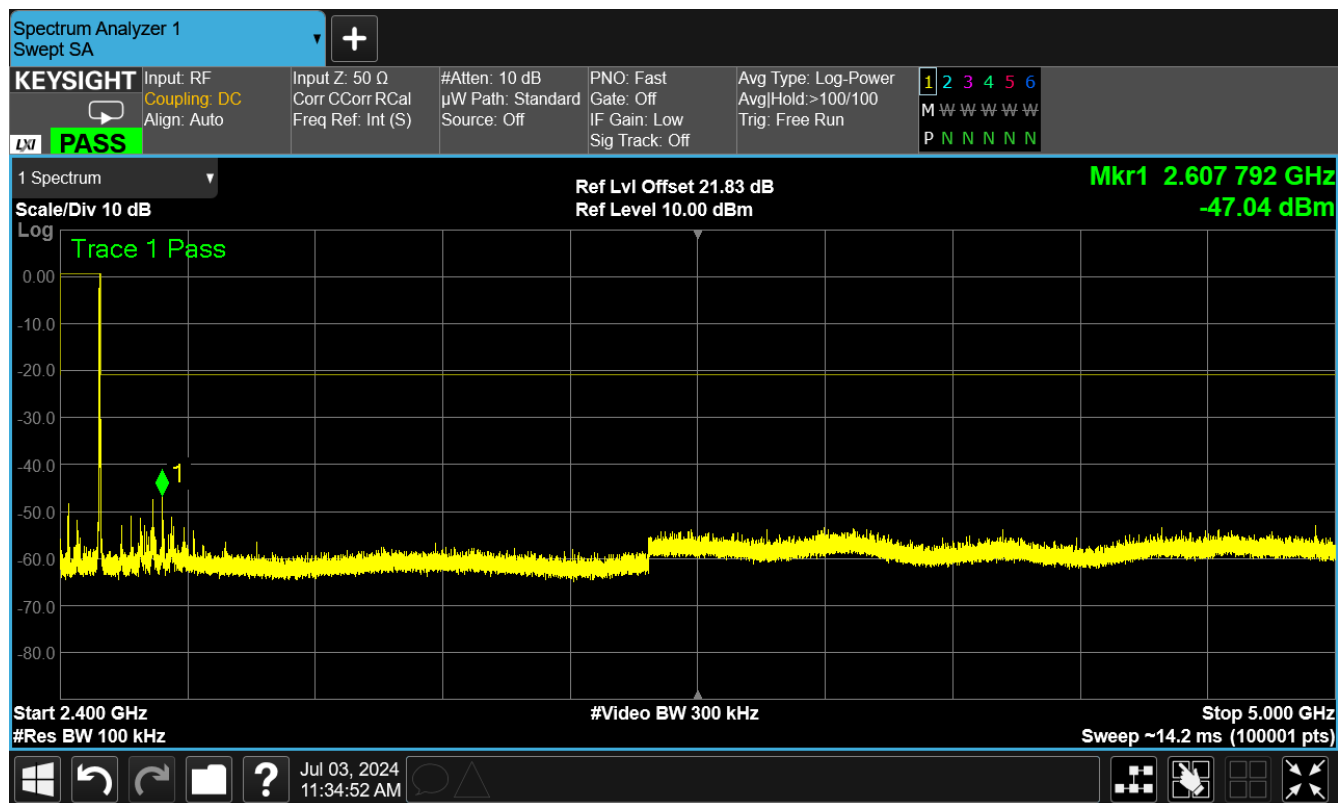 Spectrum Analyzer 1
Swept SA
KEYSIGHT
LXI PASS
Input: RF
Coupling: DC
Align: Auto
Input Z: 50 Ω
Corr CCorr RCal
Freq Ref: Int (S)
#Atten: 10 dB
µW Path: Standard
Source: Off
PNO: Fast
Gate: Off
IF Gain: Low
Sig Track: Off
Avg Type: Log-Power
Avg|Hold:>100/100
Trig: Free Run
1 2 3 4 5 6
M W W W W W
P N N N N N
1 Spectrum
Scale/Div 10 dB
Ref Lvl Offset 21.83 dB
Ref Level 10.00 dBm
Mkr1 2.607 792 GHz
-47.04 dBm
Log
Trace 1 Pass
0.00
-10.0
-20.0
-30.0
-40.0
1
-50.0
-60.0
-70.0
-80.0
Start 2.400 GHz
#Video BW 300 kHz
Stop 5.000 GHz
#Res BW 100 kHz
Sweep ~14.2 ms (100001 pts)
?
Jul 03, 2024
11:34:52 AM